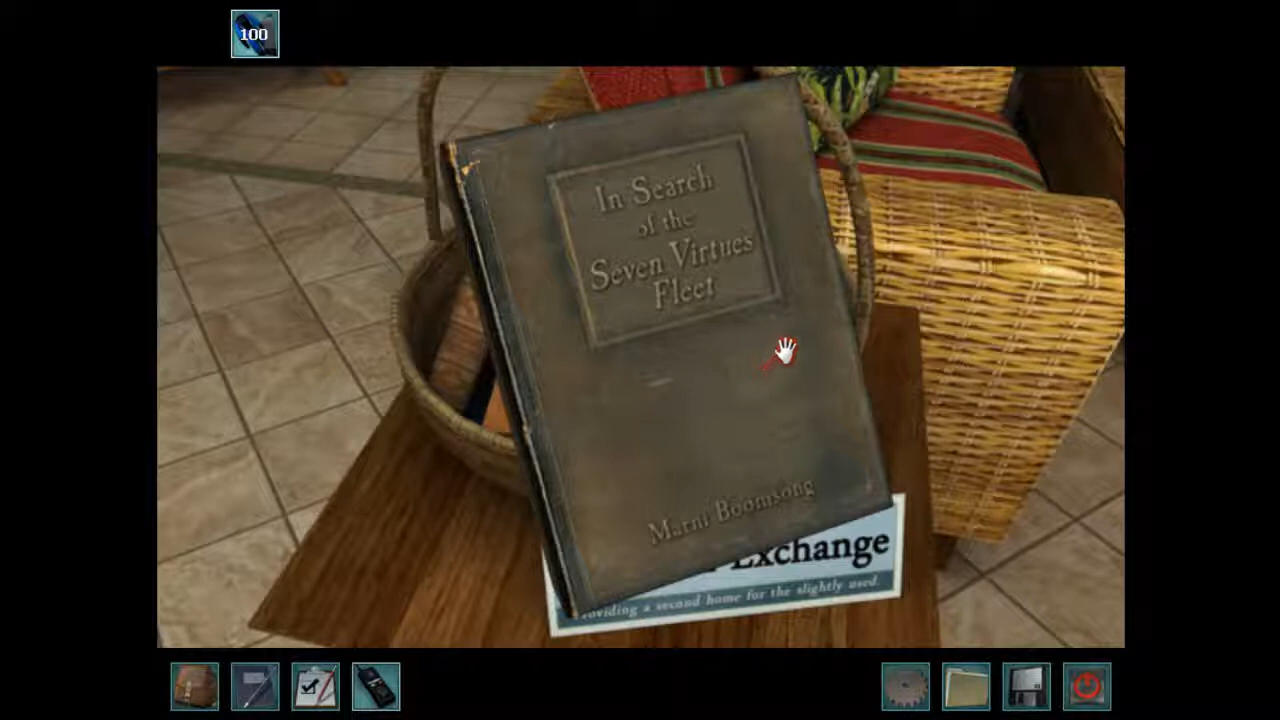 100
In Search
of the
Seven Virtues
Fleet
Marni Boomsong
Exchange
Providing a second home for the slightly used.